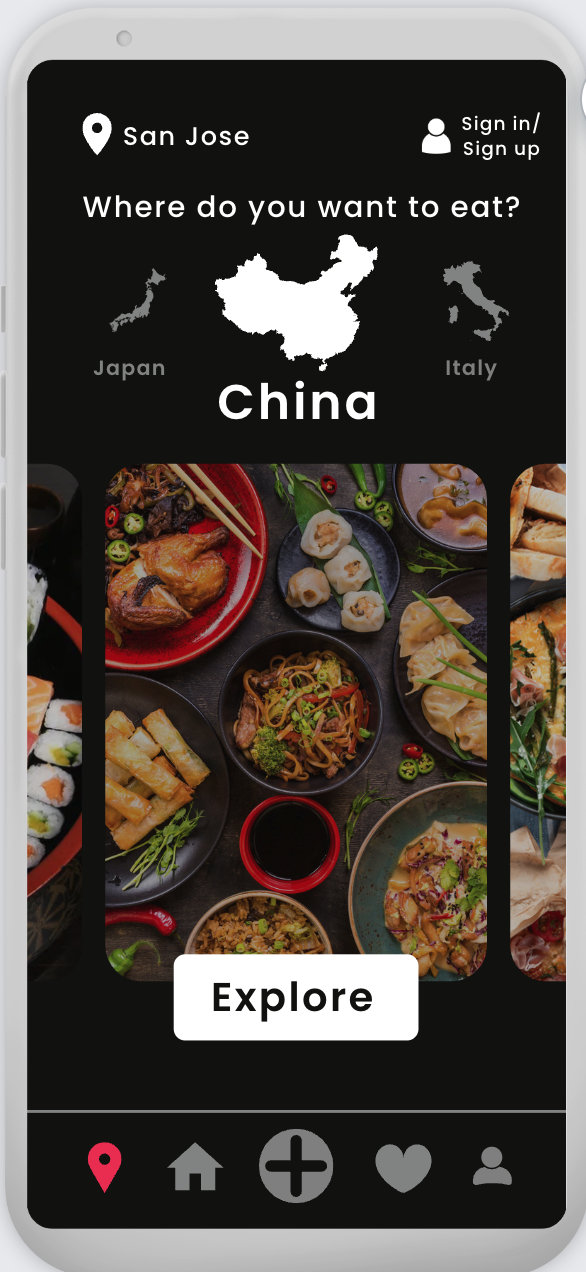 San Jose
Sign in/
Sign up
Where do you want to eat?
Japan
China
Italy
Explore